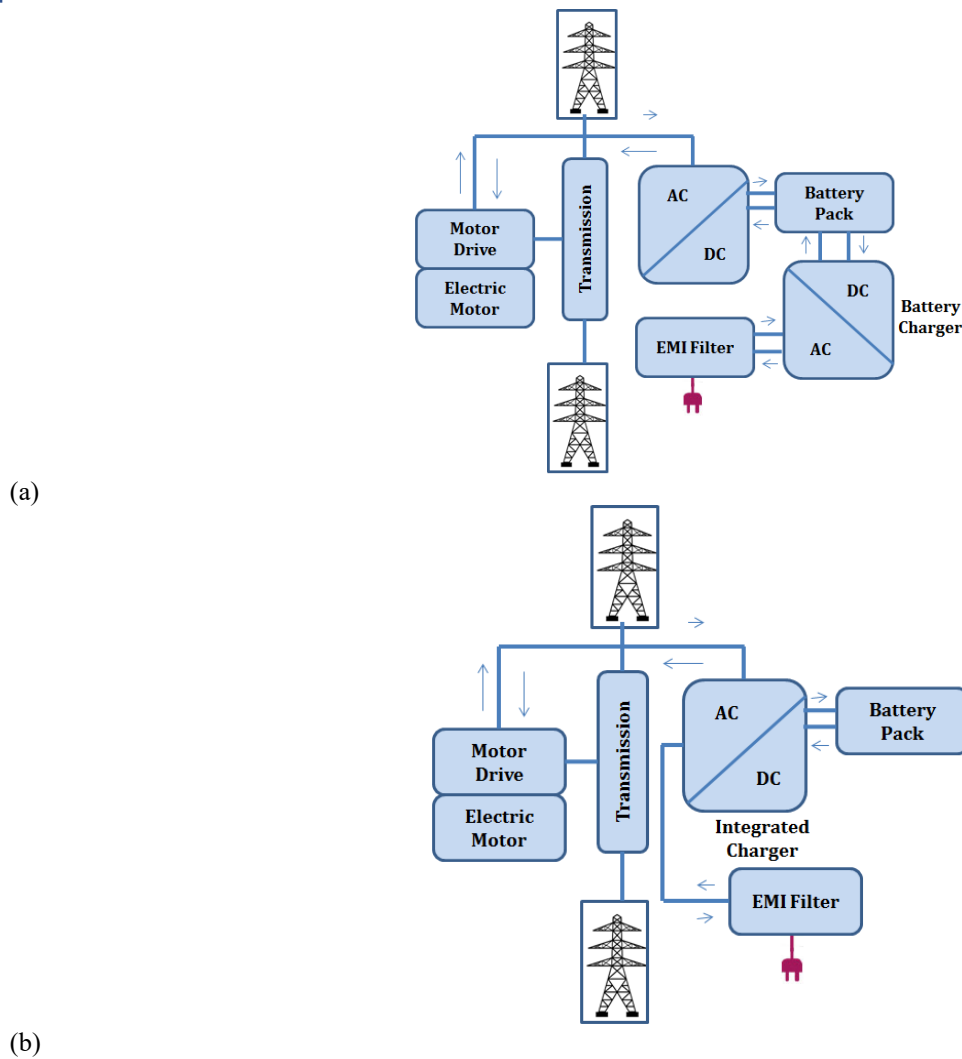 Transmission
AC
DC
Battery
Pack
Motor
Drive
Electric
Motor
DC
AC
Battery
Charger
EMI Filter
(a)
Transmission
AC
DC
Battery
Pack
Motor
Drive
Electric
Motor
Integrated
Charger
EMI Filter
(b)